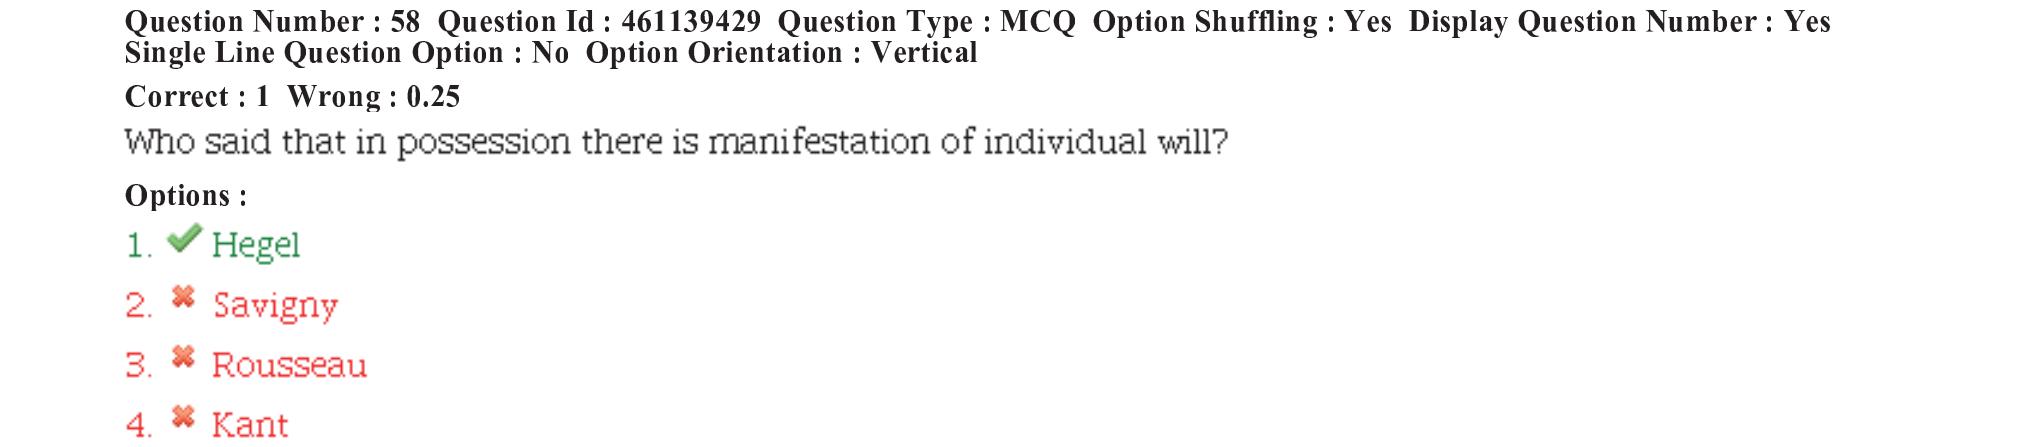 Question Number : 58 Question Id : 461139429 Question Type : MCQ Option Shuffling : Yes Display Question Number : Yes
Single Line Question Option : No Option Orientation : Vertical
Correct : 1 Wrong : 0.25
Who said that in possession there is manifestation of individual will?
Options :
1. Hegel
2. Savigny
3. Rousseau
4. Kant